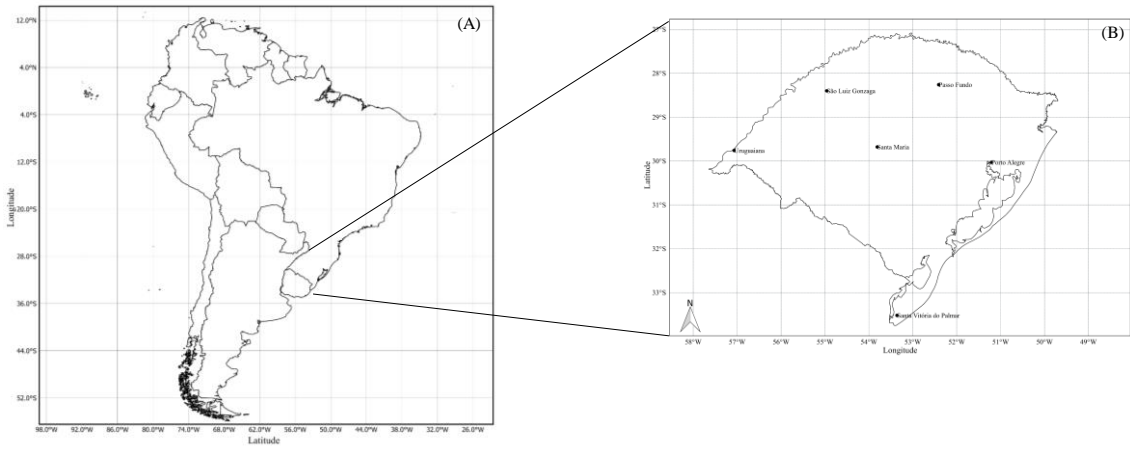 (A)
12.0°N
4.0°N
4.0°S
12.0°S
20.0°S
28.0°S
36.0°S
44.0°S
52.0°S
Longitude
98.0°W 92.0°W 86.0°W 80.0°W 74.0°W 68.0°W 62.0°W 56.0°W 50.0°W 44.0°W 38.0°W 32.0°W 26.0°W
Latitude
(B)
28°S
29°S
30°S
31°S
32°S
33°S
Latitude
São Luiz Gonzaga
Passo Fundo
Santa Maria
Uruguaiana
Porto Alegre
Santa Vitória do Palmar
N
58°W 57°W 56°W 55°W 54°W 53°W 52°W 51°W 50°W 49°W
Longitude